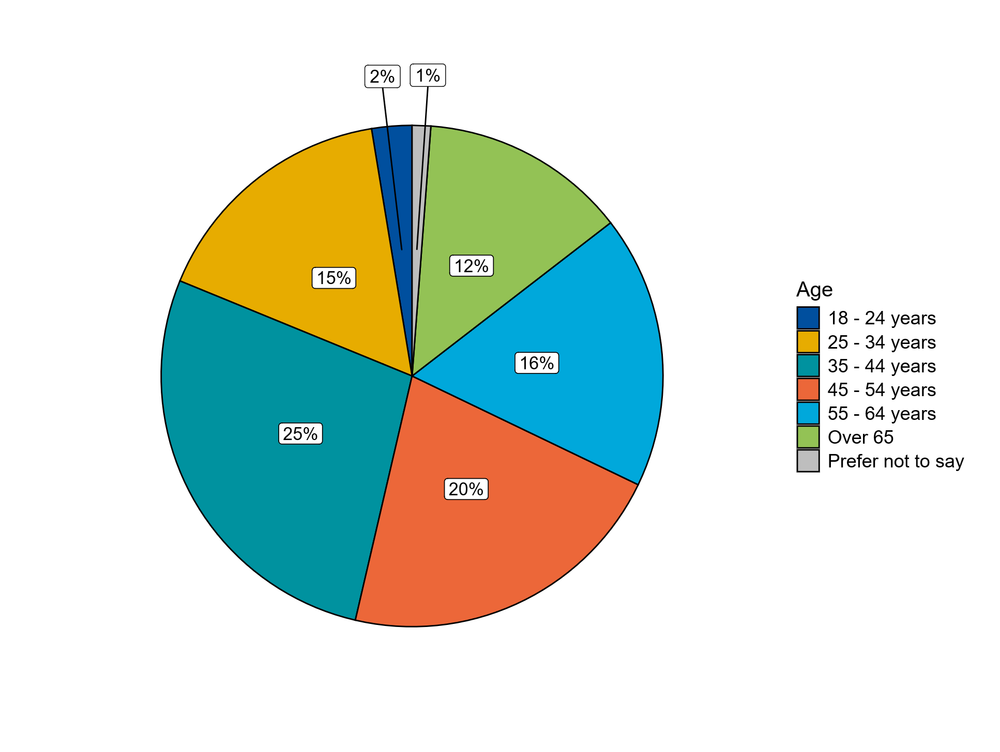 2%
1%
12%
15%
16%
25%
20%
Age
18 - 24 years
25 - 34 years
35 - 44 years
45 - 54 years
55 - 64 years
Over 65
Prefer not to say